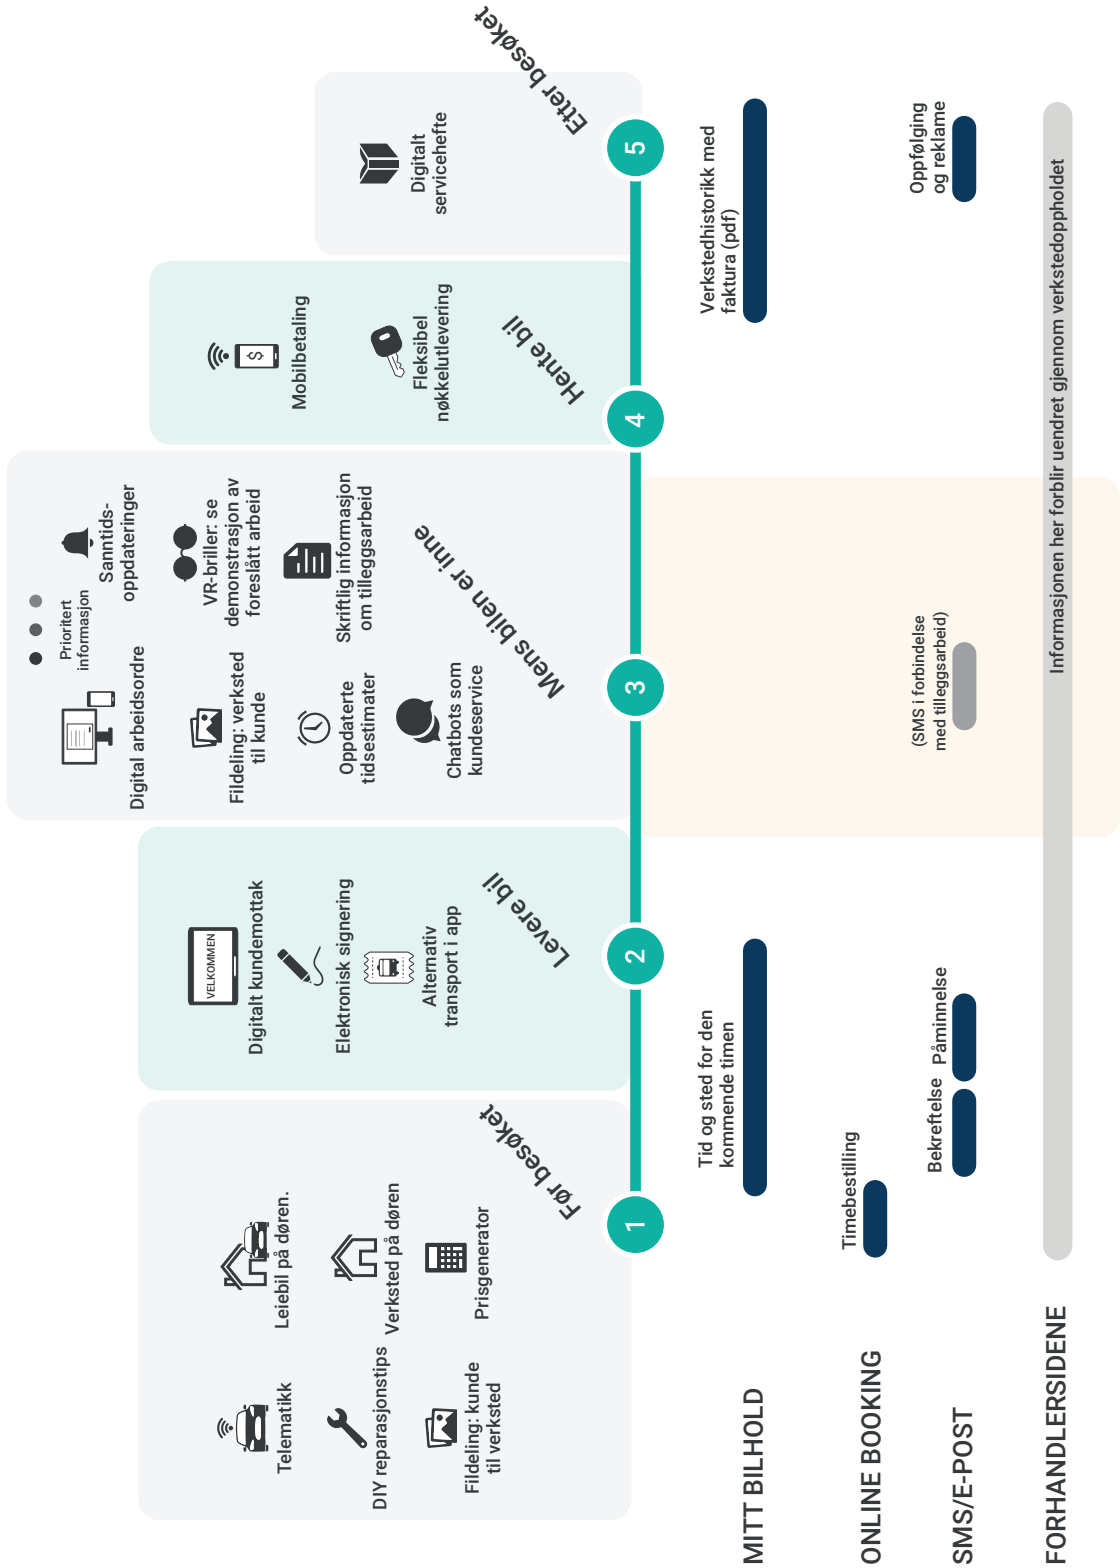 Telematikk
Leiebil på døren.
DIY reparasjonstips
Verksted på døren
Fildeling: kunde
til verksted
Prisgenerator
Før besøket
VELKOMMEN
Digitalt kundemottak
Elektronisk signering
Alternativ
transport i app
Levere bil
Digital arbeidsordre
Prioritert
informasjon
Sanntids-
oppdateringer
Fildeling: verksted
til kunde
VR-briller: se
demonstrasjon av
foreslått arbeid
Oppdaterte
tidsestimater
Skriftlig informasjon
om tilleggsarbeid
Chatbots som
kundeservice
Mens bilen er inne
$
Mobilbetaling
Fleksibel
nøkkelutlevering
Hente bil
Digitalt
servicehefte
Etter besøket
1
2
3
4
5
MITT BILHOLD
Tid og sted for den
kommende timen
Verkstedhistorikk med
faktura (pdf)
ONLINE BOOKING
Timebestilling
SMS/E-POST
Bekreftelse
Påminnelse
(SMS i forbindelse
med tilleggsarbeid)
Oppfølging
og reklame
FORHANDLERSIDENE
Informasjonen her forblir uendret gjennom verkstedoppholdet